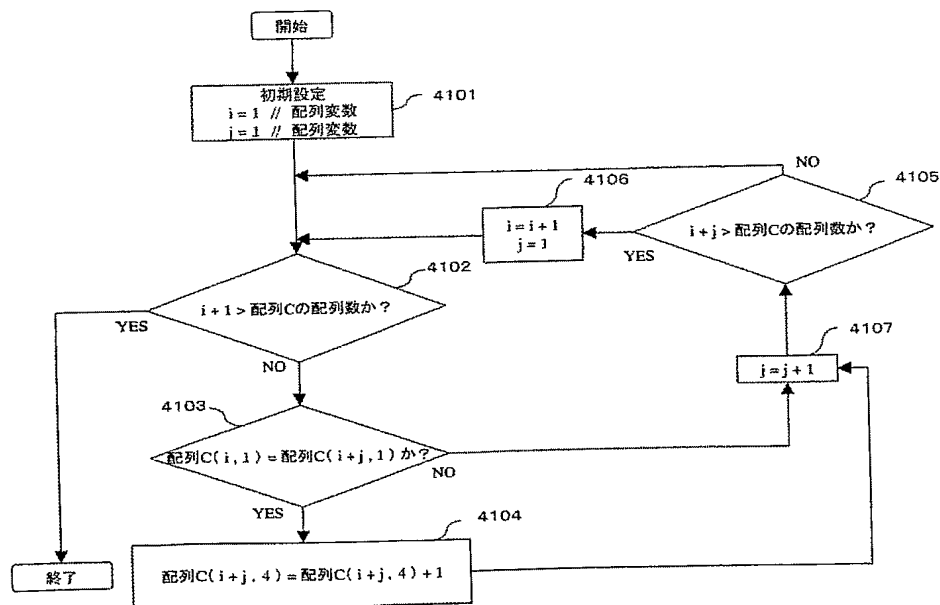 開始
初期設定
i=1 // 配列変数
j=1 // 配列変数
4101
NO
4105
4106
i=i+1
j=1
i+j>配列Cの配列数か?
YES
4102
i+1>配列Cの配列数か?
YES
NO
4107
j=j+1
4103
配列C(i,1)=配列C(i+j,1)か?
NO
YES
4104
配列C(i+j,4)=配列C(i+j,4)+1
終了